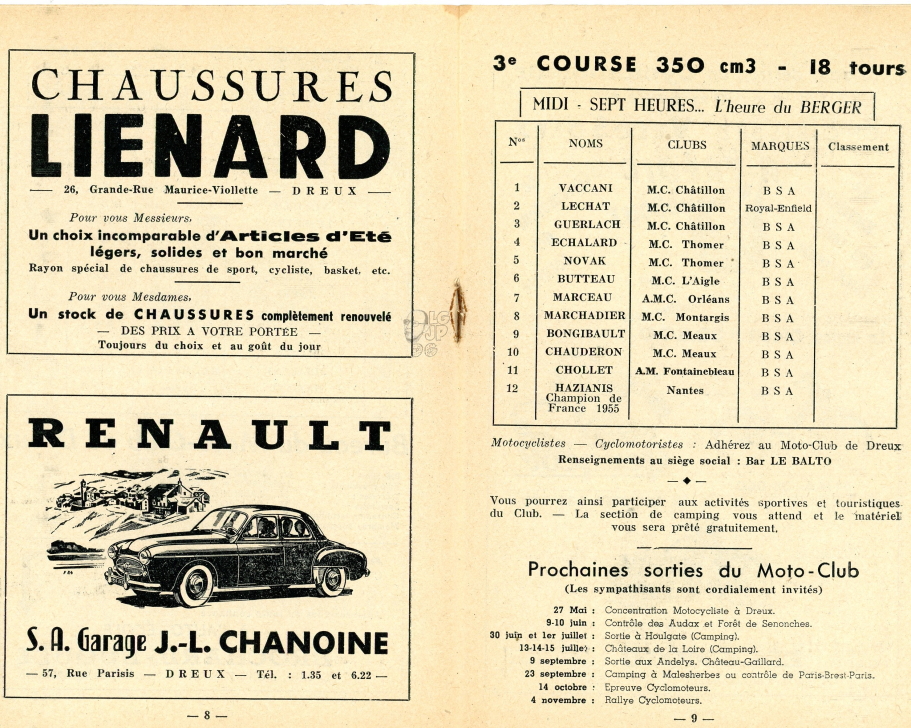 CHAUSSURES
LIENARD
26, Grande-Rue Maurice-Viollette — DREUX —
Pour vous Messieurs,
Un choix incomparable d'Articles d'Eté
légers, solides et bon marché
Rayon spécial de chaussures de sport, cycliste, basket, etc.
Pour vous Mesdames,
Un stock de CHAUSSURES complètement renouvelé
— DES PRIX A VOTRE PORTÉE —
Toujours du choix et au goût du jour
RENAULT
S. A. Garage J.-L. CHANOINE
— 57, Rue Parisis — DREUX — Tél. : 1.35 et 6.22 —
— 8 —
3e COURSE 350 cm3 - 18 tours
MIDI - SEPT HEURES... L'heure du BERGER
Nos NOMS CLUBS MARQUES Classement
1 VACCANI M.C. Châtillon B S A
2 LECHAT M.C. Châtillon Royal-Enfield
3 GUERLACH M.C. Châtillon B S A
4 ECHALARD M.C. Thomer B S A
5 NOVAK M.C. Thomer B S A
6 BUTTEAU M.C. L'Aigle B S A
7 MARCEAU A.M.C. Orléans B S A
8 MARCHADIER M.C. Montargis B S A
9 BONGIBAULT M.C. Meaux B S A
10 CHAUDERON M.C. Meaux B S A
11 CHOLLET A.M. Fontainebleau B S A
12 HAZIANIS Nantes B S A
Champion de
France 1955
Motocyclistes — Cyclomotoristes : Adhérez au Moto-Club de Dreux
Renseignements au siège social : Bar LE BALTO
Vous pourrez ainsi participer aux activités sportives et touristiques
du Club. — La section de camping vous attend et le matériel
vous sera prêté gratuitement.
Prochaines sorties du Moto-Club
(Les sympathisants sont cordialement invités)
27 Mai : Concentration Motocycliste à Dreux.
9-10 juin : Contrôle des Audax et Forêt de Senonches.
30 juin et 1er juillet : Sortie à Houlgate (Camping).
13-14-15 juillet : Châteaux de la Loire (Camping).
9 septembre : Sortie aux Andelys. Château-Gaillard.
23 septembre : Camping à Malesherbes ou contrôle de Paris-Brest-Paris.
14 octobre : Epreuve Cyclomoteurs.
4 novembre : Rallye Cyclomoteurs.
— 9 —